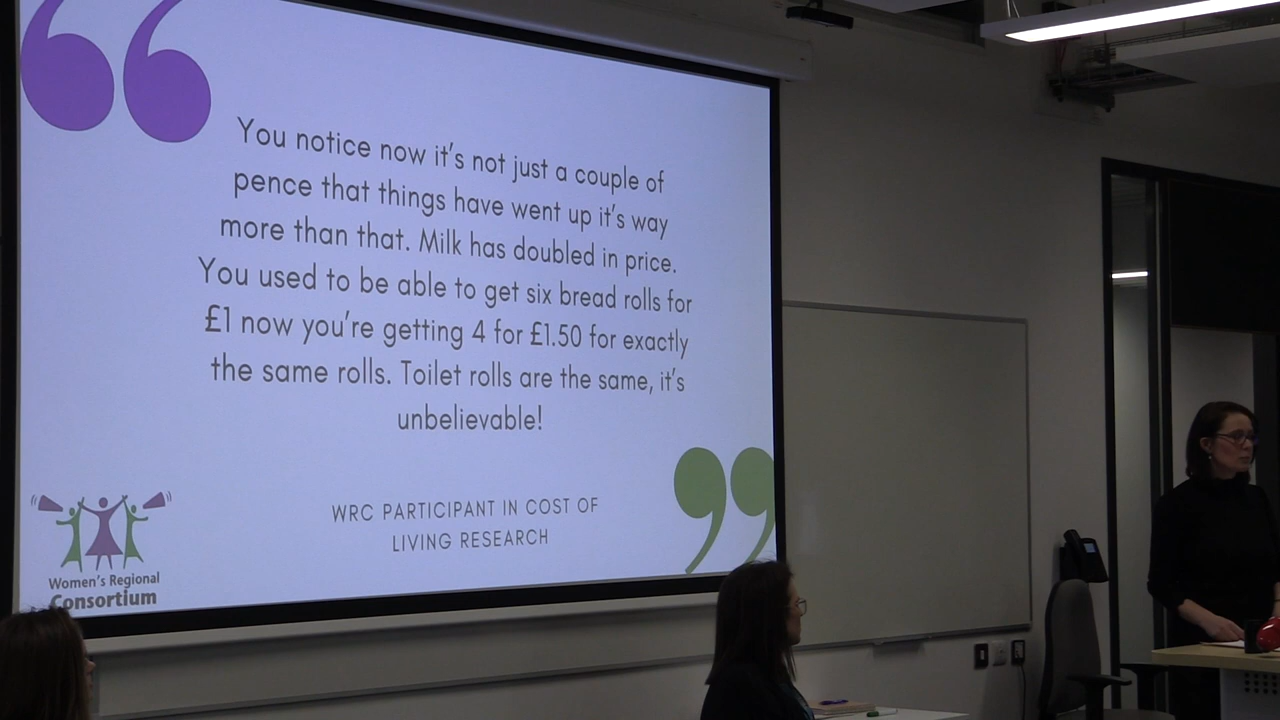 You notice now it's not just a couple of
pence that things have went up it's way
more than that. Milk has doubled in price.
You used to be able to get six bread rolls for
£1 now you're getting 4 for £1.50 for exactly
the same rolls. Toilet rolls are the same, it's
unbelievable!
WRC PARTICIPANT IN COST OF
LIVING RESEARCH
Women's Regional
Consortium